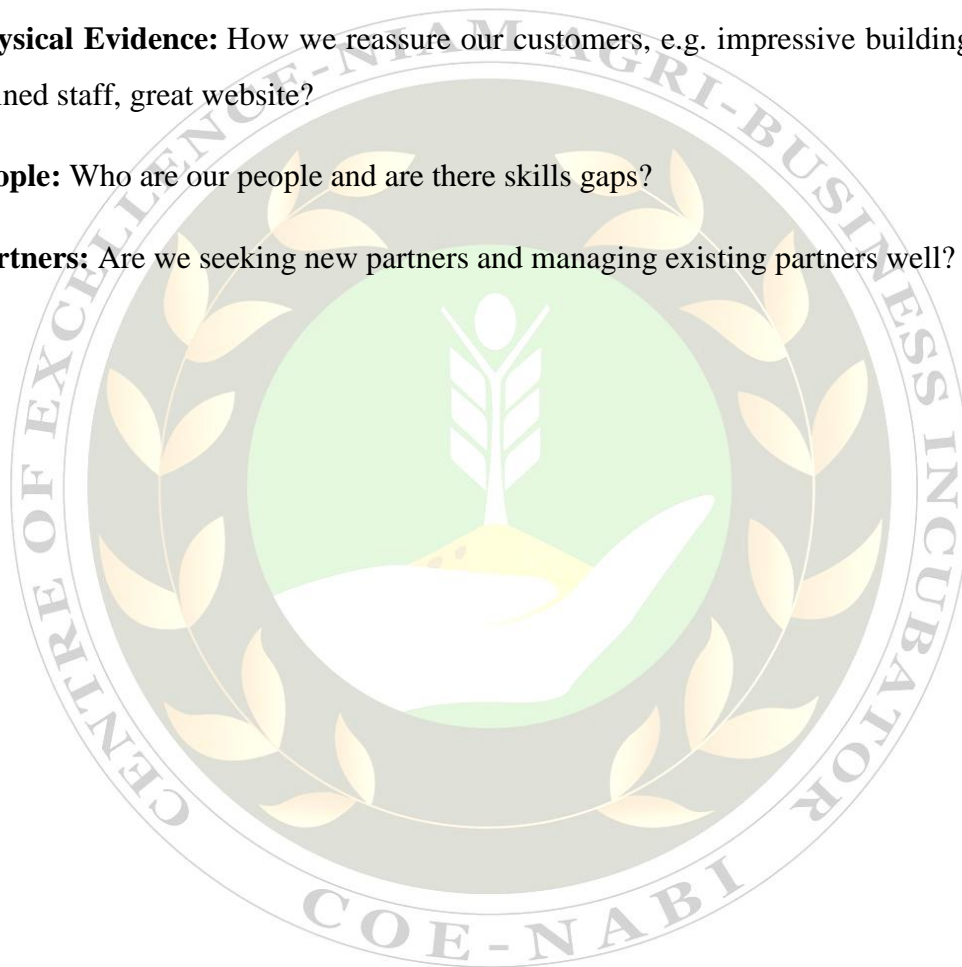 ysical Evidence: How we reassure our customers, e.g. impressive building
ined staff, great website?
ople: Who are our people and are there skills gaps?
rtners: Are we seeking new partners and managing existing partners well?
CENTRE OF EXCELLENCE-NIAM AGRI-BUSINESS INCUBATOR
COE-NABI